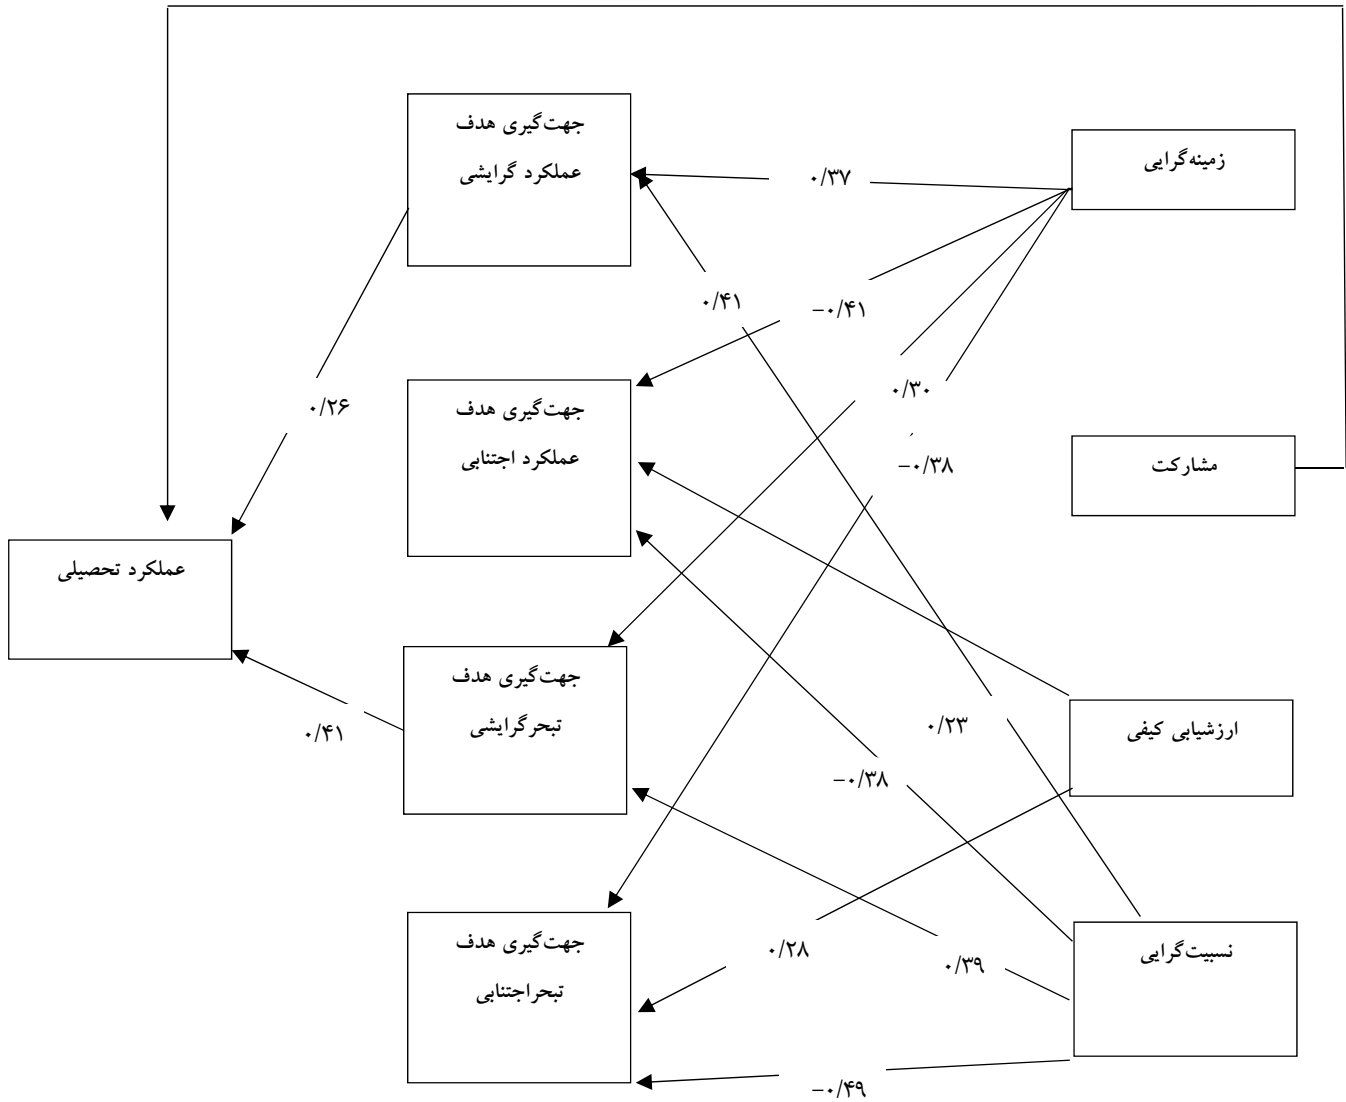 جهت‌گیری هدف
عملکرد گرایشی
زمینه‌گرایی
۰/۳۷
۰/۴۱
−۰/۴۱
۰/۳۰
۰/۲۶
جهت‌گیری هدف
عملکرد اجتنابی
−۰/۳۸
مشارکت
عملکرد تحصیلی
جهت‌گیری هدف
تبحرگرایشی
۰/۴۱
۰/۲۳
ارزشیابی کیفی
−۰/۳۸
جهت‌گیری هدف
تبحراجتنابی
۰/۲۸
۰/۳۹
نسبیت‌گرایی
−۰/۴۹